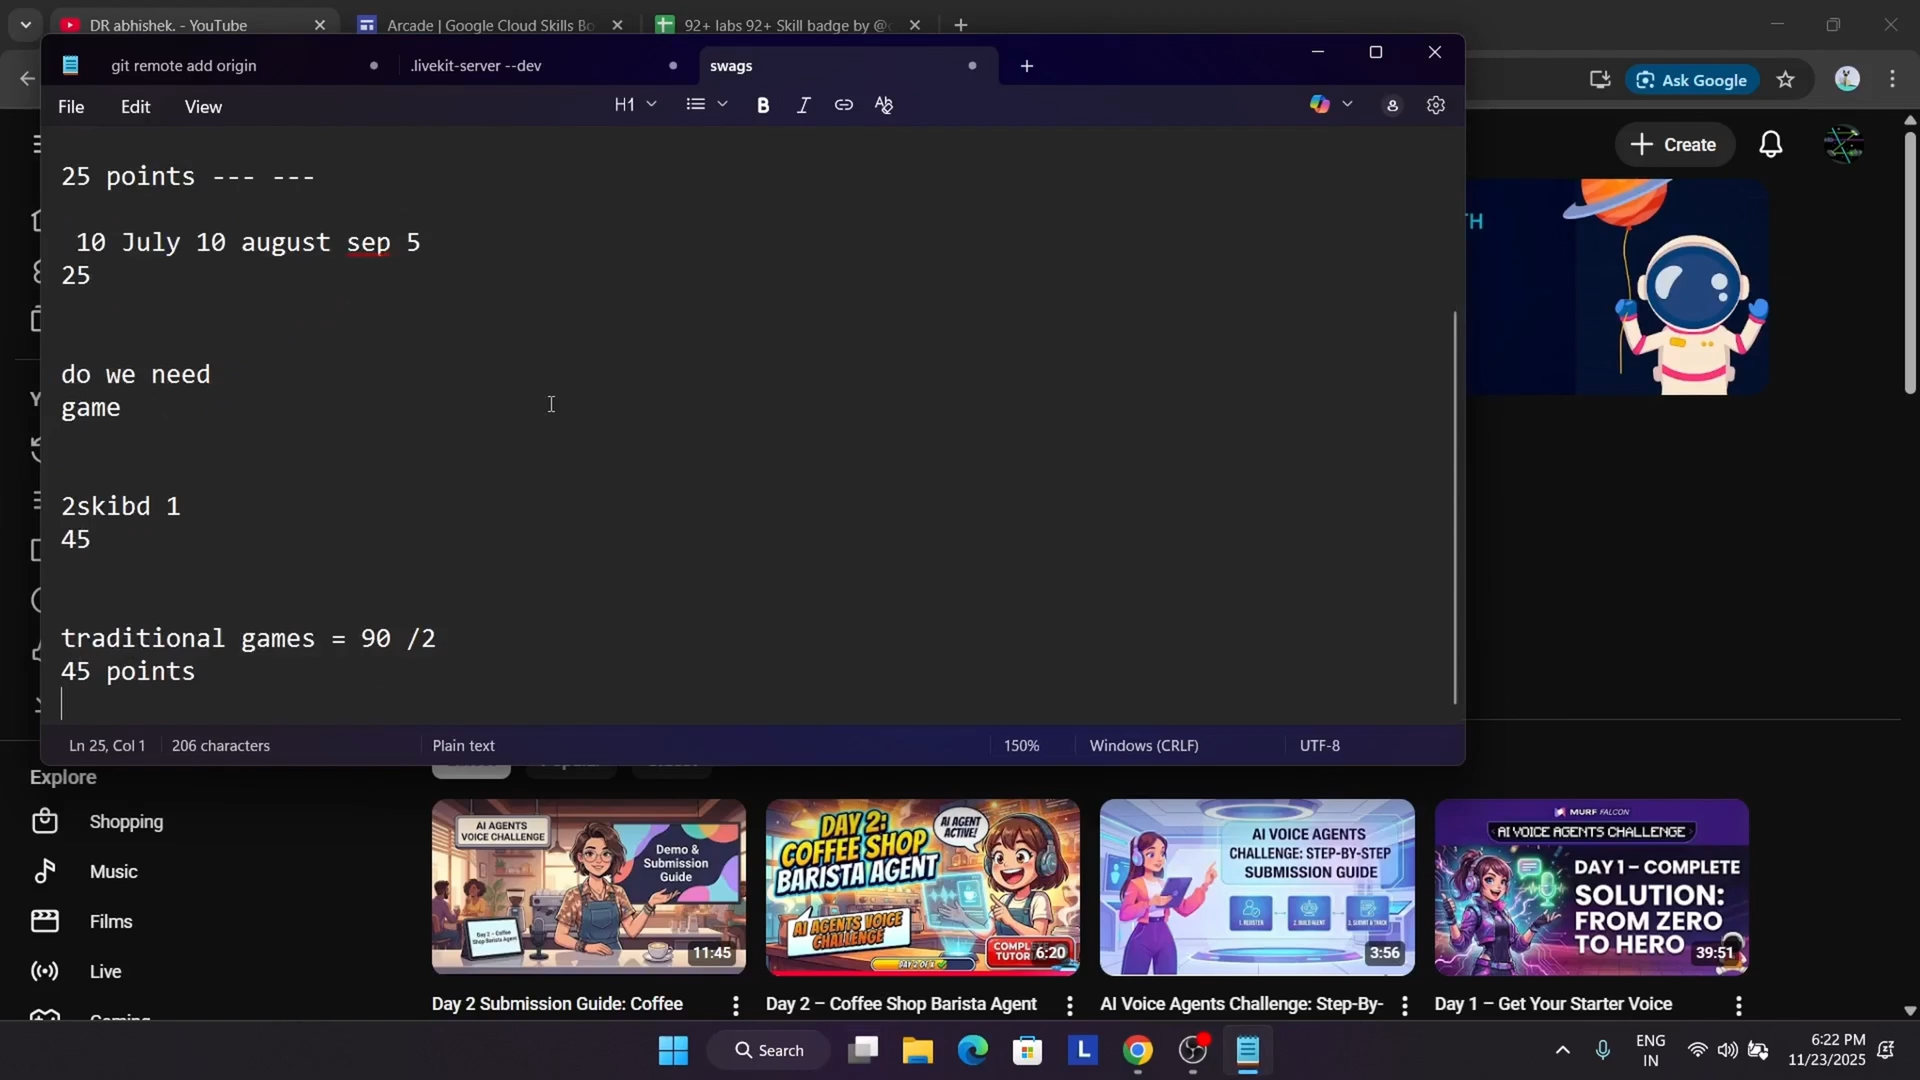 DR abhishek. - YouTube
Arcade | Google Cloud Skills Bo
92+ labs 92+ Skill badge by @
git remote add origin
.livekit-server --dev
swags
File
Edit
View
H1
Ask Google
Create
25 points --- ---
10 July 10 august sep 5
25
do we need
game
2skibd 1
45
traditional games = 90 /2
45 points
Ln 25, Col 1
206 characters
Plain text
150%
Windows (CRLF)
UTF-8
Explore
Shopping
Music
Films
Live
AI AGENTS
VOICE CHALLENGE
Demo &
Submission
Guide
11:45
DAY 2:
COFFEE SHOP
BARISTA AGENT
AI AGENT
ACTIVE!
AI AGENTS VOICE
CHALLENGE
6:20
AI VOICE AGENTS
CHALLENGE: STEP-BY-STEP
SUBMISSION GUIDE
3:56
MURF FALCON
AI VOICE AGENTS CHALLENGE
DAY 1 – COMPLETE
SOLUTION:
FROM ZERO
TO HERO
39:51
Day 2 Submission Guide: Coffee
Day 2 – Coffee Shop Barista Agent
AI Voice Agents Challenge: Step-By-
Day 1 – Get Your Starter Voice
Search
ENG
IN
6:22 PM
11/23/2025